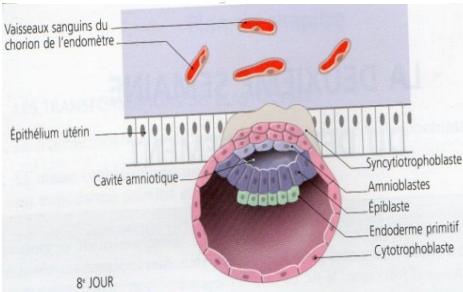 Vaisseaux sanguins du
chorion de l'endomètre
Épithélium utérin
Cavité amniotique
Syncytiotrophoblaste
Amnioblastes
Épiblaste
Endoderme primitif
Cytotrophoblaste
8e JOUR